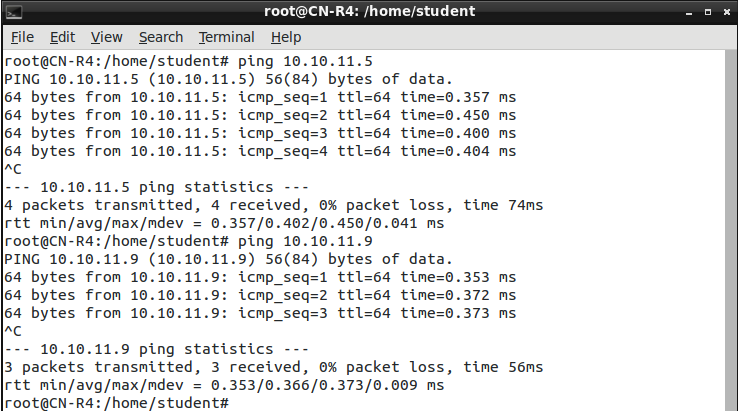 root@CN-R4: /home/student
File Edit View Search Terminal Help
root@CN-R4:/home/student# ping 10.10.11.5
PING 10.10.11.5 (10.10.11.5) 56(84) bytes of data.
64 bytes from 10.10.11.5: icmp_seq=1 ttl=64 time=0.357 ms
64 bytes from 10.10.11.5: icmp_seq=2 ttl=64 time=0.450 ms
64 bytes from 10.10.11.5: icmp_seq=3 ttl=64 time=0.400 ms
64 bytes from 10.10.11.5: icmp_seq=4 ttl=64 time=0.404 ms
^C
--- 10.10.11.5 ping statistics ---
4 packets transmitted, 4 received, 0% packet loss, time 74ms
rtt min/avg/max/mdev = 0.357/0.402/0.450/0.041 ms
root@CN-R4:/home/student# ping 10.10.11.9
PING 10.10.11.9 (10.10.11.9) 56(84) bytes of data.
64 bytes from 10.10.11.9: icmp_seq=1 ttl=64 time=0.353 ms
64 bytes from 10.10.11.9: icmp_seq=2 ttl=64 time=0.372 ms
64 bytes from 10.10.11.9: icmp_seq=3 ttl=64 time=0.373 ms
^C
--- 10.10.11.9 ping statistics ---
3 packets transmitted, 3 received, 0% packet loss, time 56ms
rtt min/avg/max/mdev = 0.353/0.366/0.373/0.009 ms
root@CN-R4:/home/student#